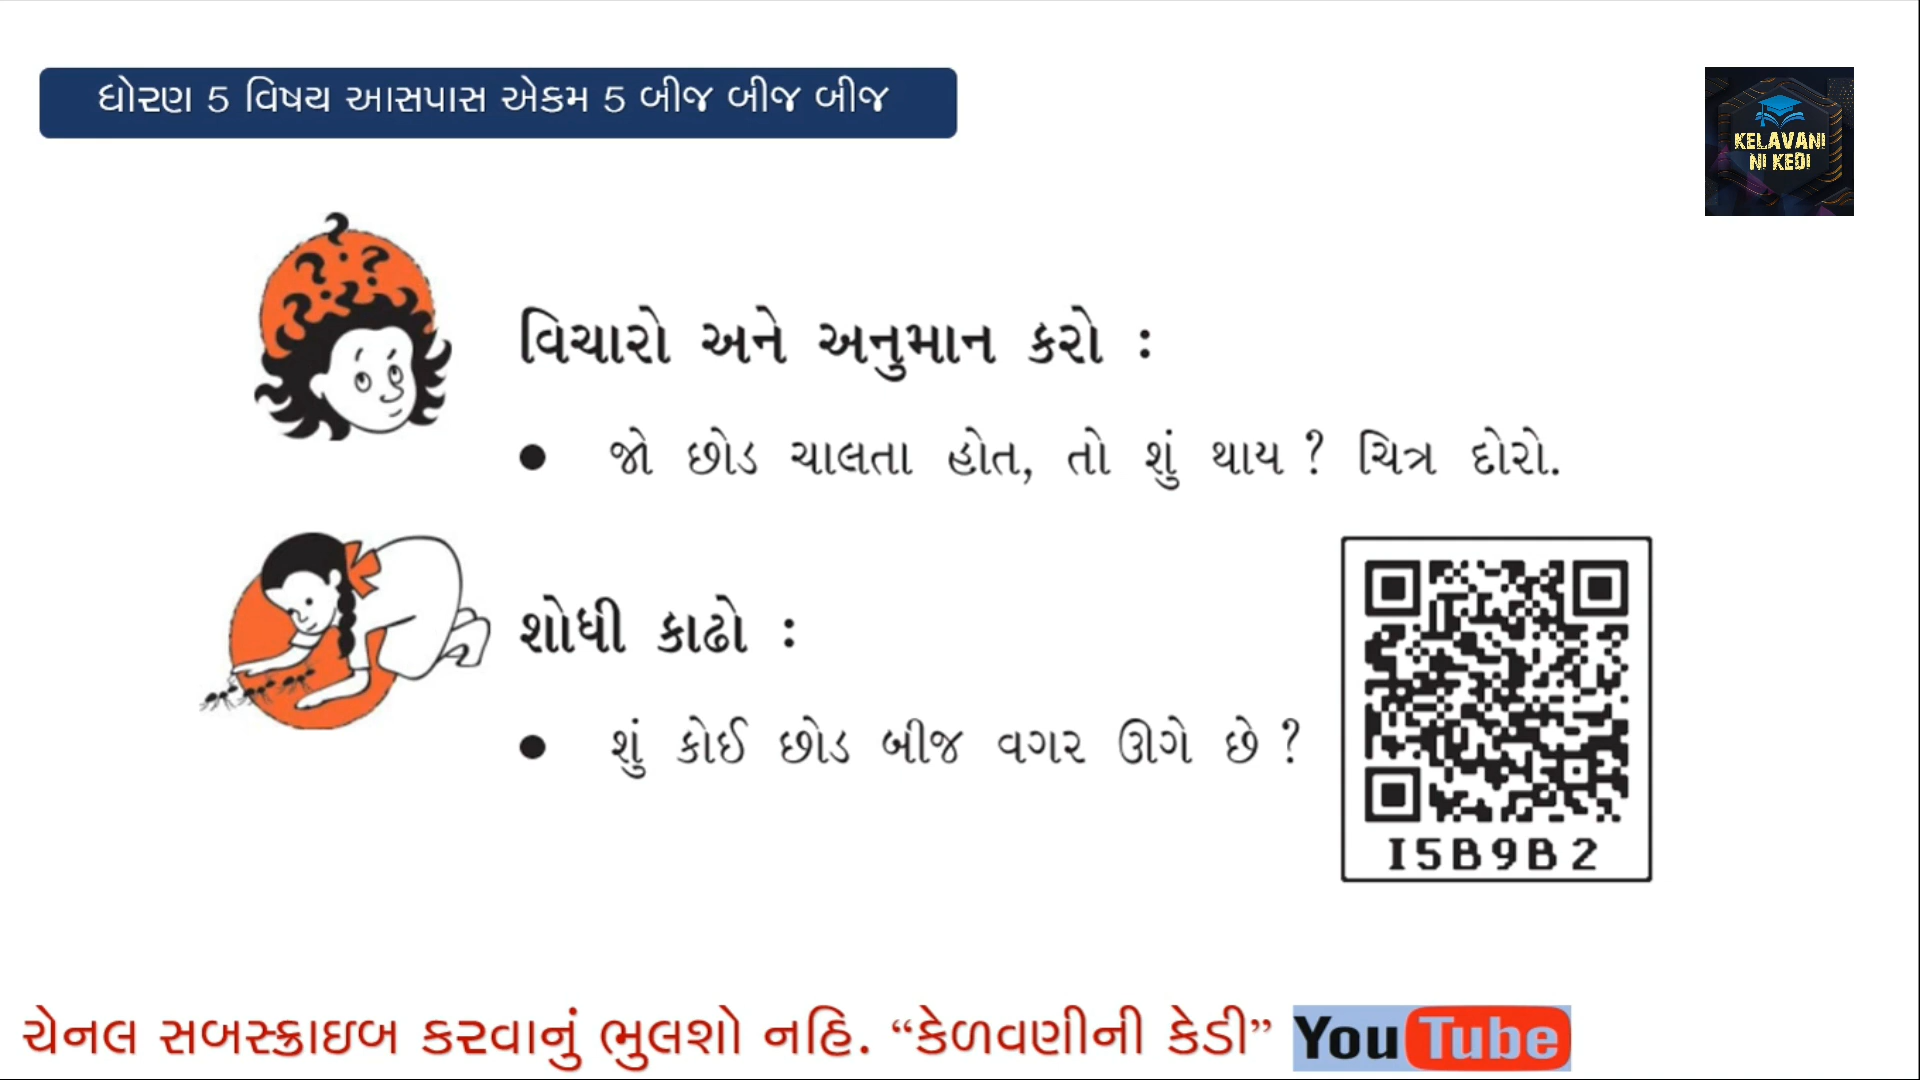 ધોરણ 5 વિષય આસપાસ એકમ 5 બીજ બીજ બીજ
KELAVANI
NI KEDI
વિચારો અને અનુમાન કરો :
● જો છોડ ચાલતા હોત, તો શું થાય ? ચિત્ર દોરો.
શોધી કાઢો :
● શું કોઈ છોડ બીજ વગર ઊગે છે ?
I5B9B2
ચેનલ સબસ્ક્રાઇબ કરવાનું ભુલશો નહિ. “કેળવણીની કેડી” YouTube